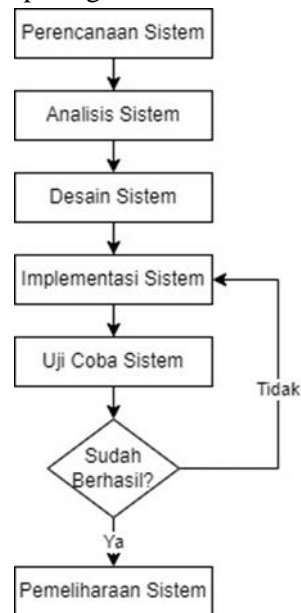 Perencanaan Sistem
Analisis Sistem
Desain Sistem
Implementasi Sistem
Uji Coba Sistem
Tidak
Sudah
Berhasil?
Ya
Pemeliharaan Sistem